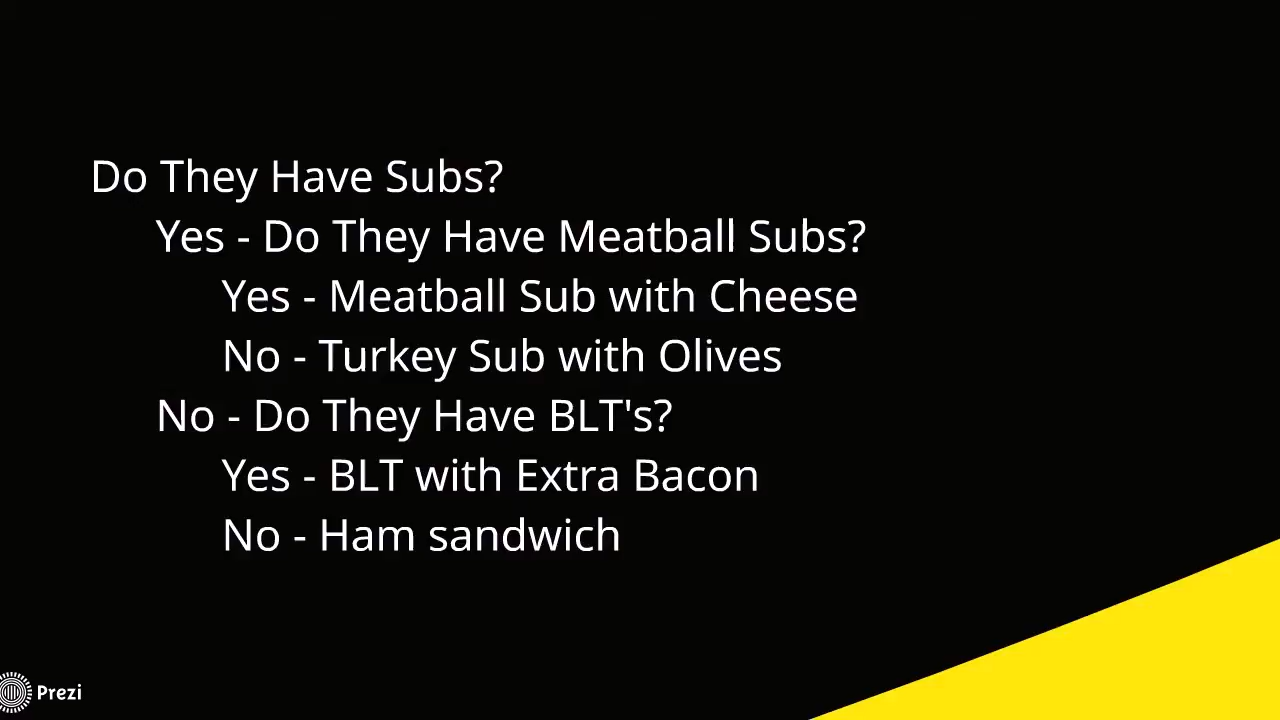 Do They Have Subs?
Yes - Do They Have Meatball Subs?
Yes - Meatball Sub with Cheese
No - Turkey Sub with Olives
No - Do They Have BLT's?
Yes - BLT with Extra Bacon
No - Ham sandwich
Prezi